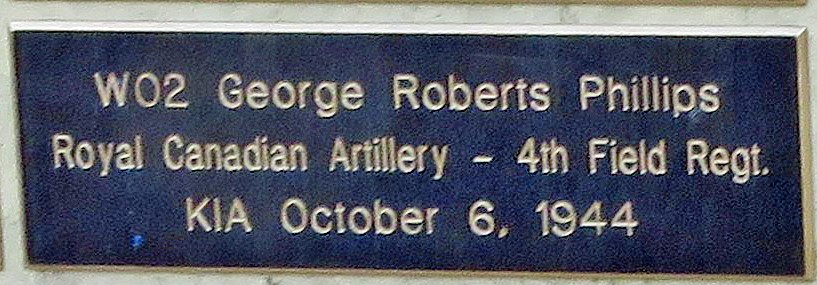 WO2 George Roberts Phillips
Royal Canadian Artillery - 4th Field Regt.
KIA October 6, 1944